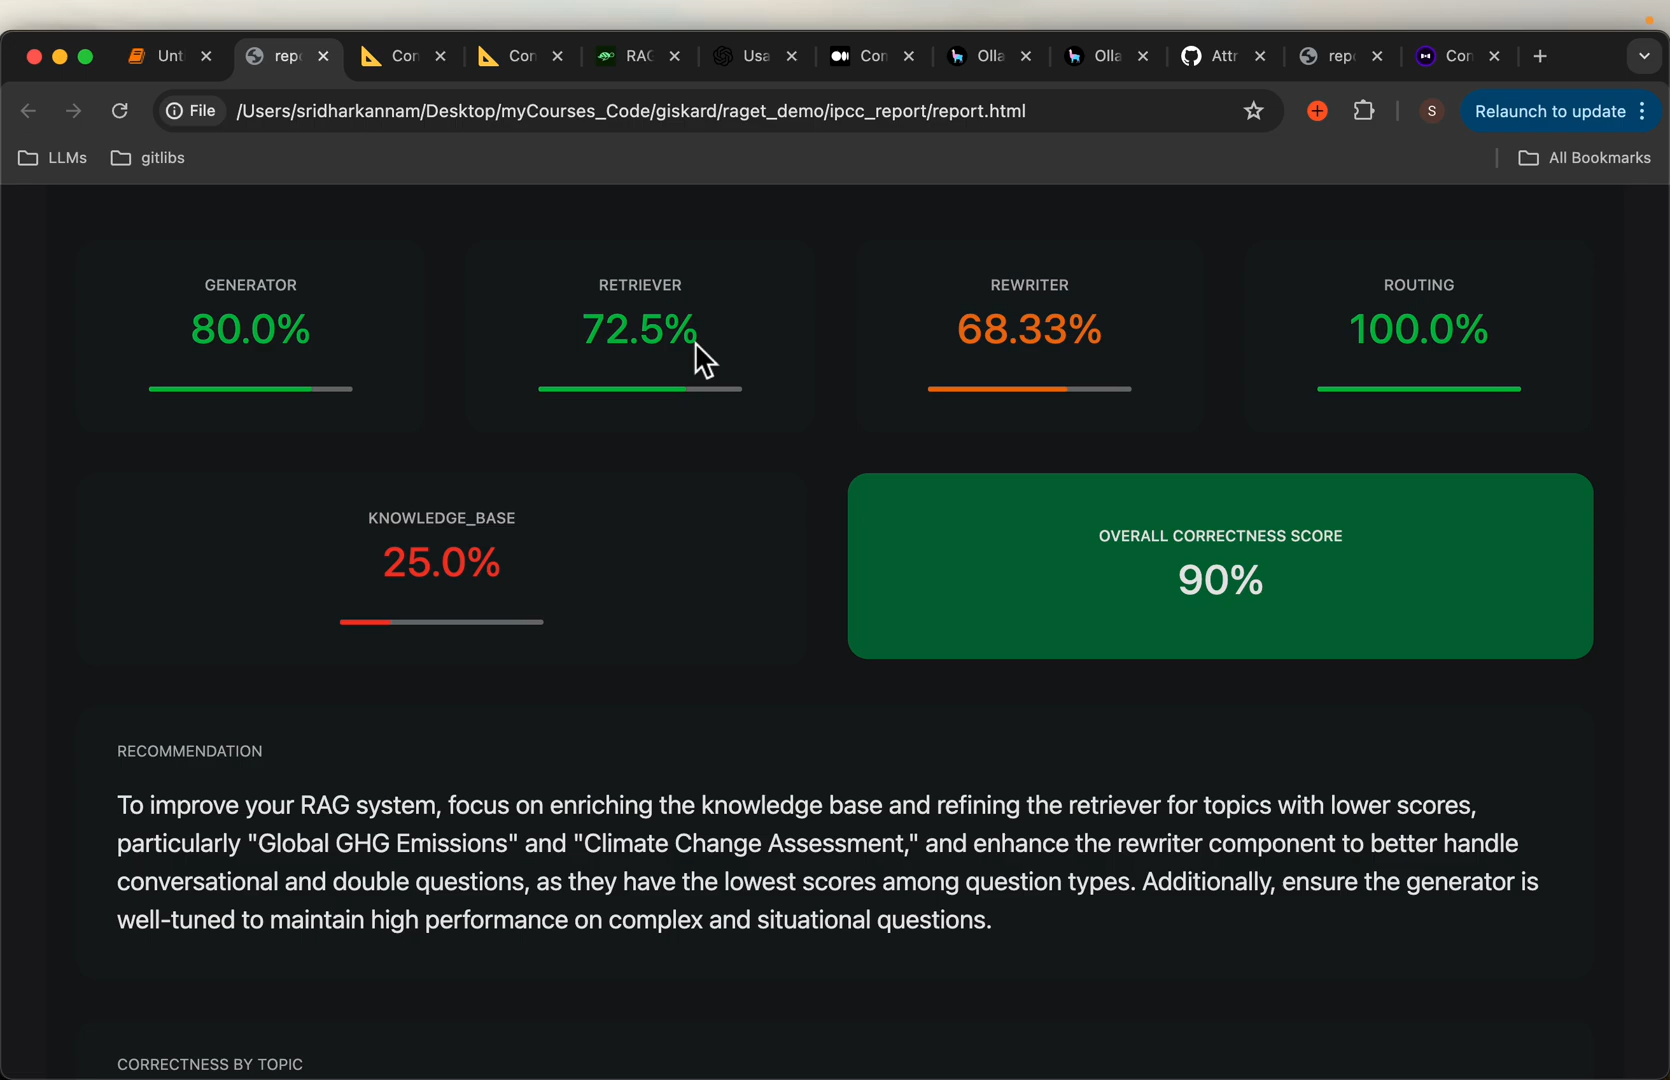 Unt
repo
Con
Con
RAG
Usa
Con
Olla
Olla
Attr
repo
Con
File
/Users/sridharkannam/Desktop/myCourses_Code/giskard/raget_demo/ipcc_report/report.html
S
Relaunch to update
LLMs
gitlibs
All Bookmarks
GENERATOR
80.0%
RETRIEVER
72.5%
REWRITER
68.33%
ROUTING
100.0%
KNOWLEDGE_BASE
25.0%
OVERALL CORRECTNESS SCORE
90%
RECOMMENDATION
To improve your RAG system, focus on enriching the knowledge base and refining the retriever for topics with lower scores,
particularly "Global GHG Emissions" and "Climate Change Assessment," and enhance the rewriter component to better handle
conversational and double questions, as they have the lowest scores among question types. Additionally, ensure the generator is
well-tuned to maintain high performance on complex and situational questions.
CORRECTNESS BY TOPIC